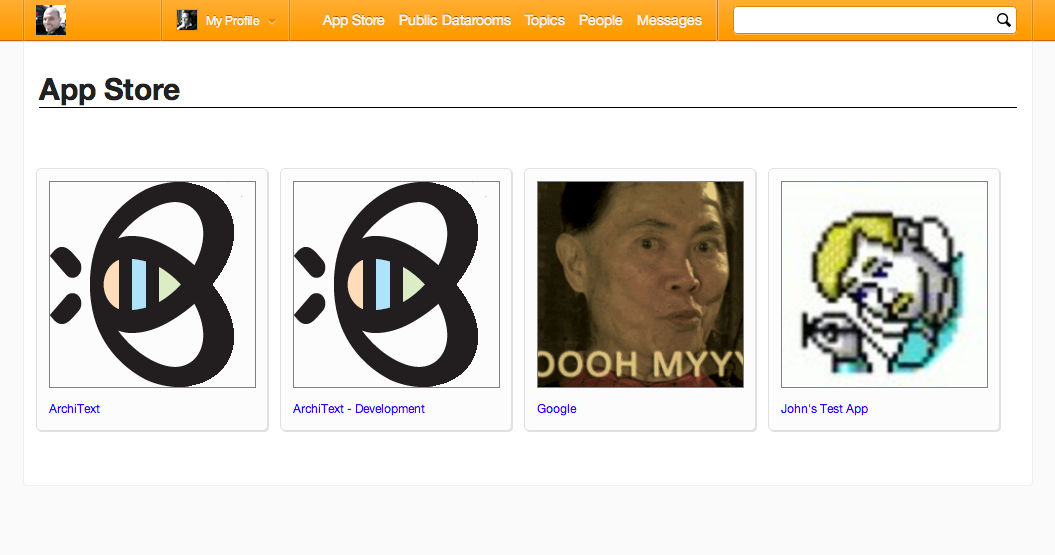 My Profile App Store Public Datarooms Topics People Messages
App Store
OOOH MYYY
ArchiText ArchiText - Development Google John's Test App